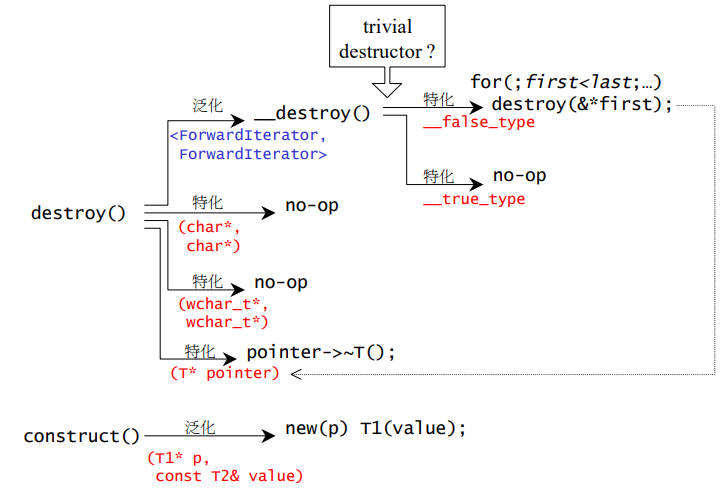 trivial
destructor ?
for(;first<last;…)
泛化
__destroy()
特化
destroy(&*first);
<ForwardIterator,
ForwardIterator>
__false_type
特化
no-op
__true_type
destroy()
特化
no-op
(char*,
char*)
特化
no-op
(wchar_t*,
wchar_t*)
特化
pointer->~T();
(T* pointer)
construct()
泛化
new(p) T1(value);
(T1* p,
const T2& value)